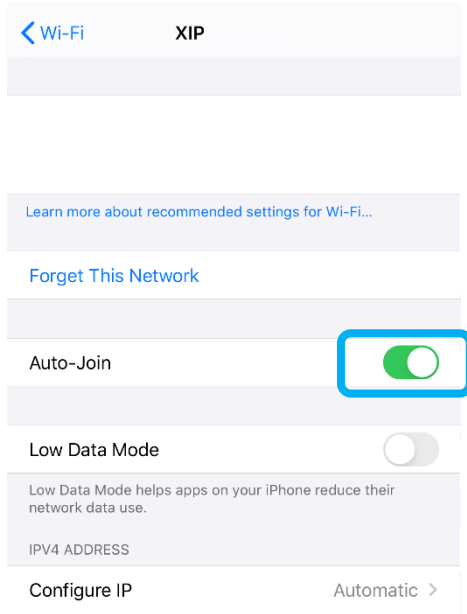 Wi-Fi XIP
Learn more about recommended settings for Wi-Fi...
Forget This Network
Auto-Join
Low Data Mode
Low Data Mode helps apps on your iPhone reduce their
network data use.
IPV4 ADDRESS
Configure IP Automatic